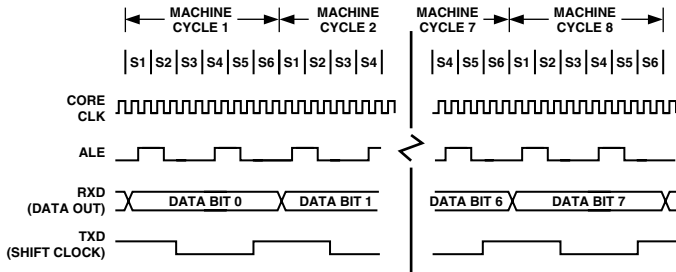 MACHINE CYCLE 1 MACHINE CYCLE 2 MACHINE CYCLE 7 MACHINE CYCLE 8
S1 S2 S3 S4 S5 S6 S1 S2 S3 S4 S4 S5 S6 S1 S2 S3 S4 S5 S6
CORE CLK
ALE
RXD (DATA OUT) DATA BIT 0 DATA BIT 1 DATA BIT 6 DATA BIT 7
TXD (SHIFT CLOCK)